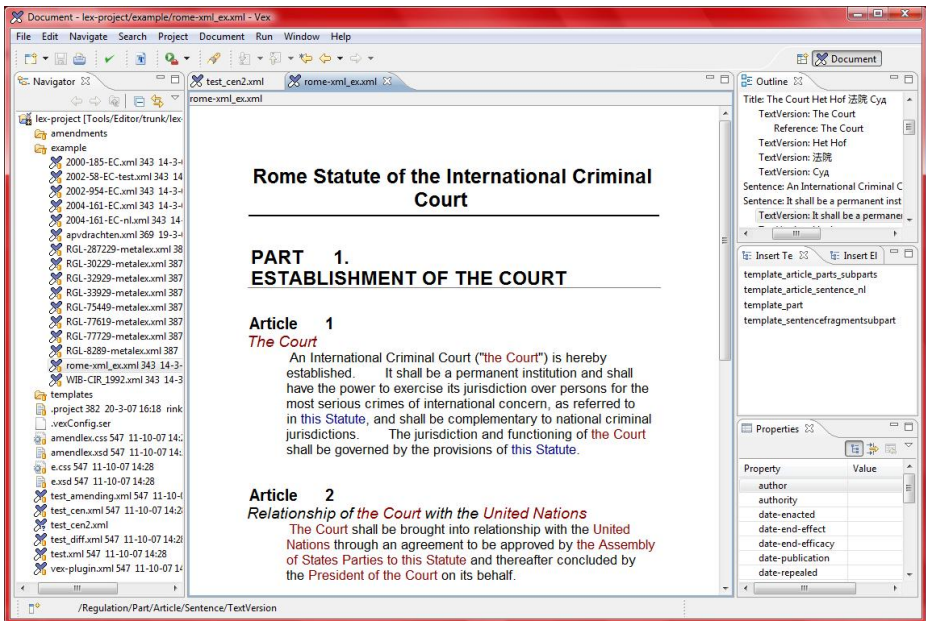 Document - lex-project/example/rome-xml_ex.xml - Vex
File Edit Navigate Search Project Document Run Window Help
Document
Navigator
lex-project [Tools/Editor/trunk/lex-
amendments
example
2000-185-EC.xml 343 14-3-
2002-58-EC-test.xml 343 14
2002-954-EC.xml 343 14-3-
2004-161-EC.xml 343 14-3-
2004-161-EC-nl.xml 343 14-
apvdrachten.xml 369 19-3-
RGL-287229-metalex.xml 38
RGL-30229-metalex.xml 387
RGL-32929-metalex.xml 387
RGL-33929-metalex.xml 387
RGL-75449-metalex.xml 387
RGL-77619-metalex.xml 387
RGL-77729-metalex.xml 387
RGL-8289-metalex.xml 387
rome-xml_ex.xml 343 14-3-
WIB-CIR_1992.xml 343 14-3
templates
.project 382 20-3-07 16:18 rink
.vexConfig.ser
amendlex.css 547 11-10-07 14:
amendlex.xsd 547 11-10-07 14:
e.css 547 11-10-07 14:28
e.xsd 547 11-10-07 14:28
test_amending.xml 547 11-10-
test_cen.xml 547 11-10-07 14:2
test_cen2.xml
test_diff.xml 547 11-10-07 14:2
test.xml 547 11-10-07 14:28
vex-plugin.xml 547 11-10-07 14
test_cen2.xml rome-xml_ex.xml
rome-xml_ex.xml
Rome Statute of the International Criminal
Court
PART 1.
ESTABLISHMENT OF THE COURT
Article 1
The Court
An International Criminal Court ("the Court") is hereby
established. It shall be a permanent institution and shall
have the power to exercise its jurisdiction over persons for the
most serious crimes of international concern, as referred to
in this Statute, and shall be complementary to national criminal
jurisdictions. The jurisdiction and functioning of the Court
shall be governed by the provisions of this Statute.
Article 2
Relationship of the Court with the United Nations
The Court shall be brought into relationship with the United
Nations through an agreement to be approved by the Assembly
of States Parties to this Statute and thereafter concluded by
the President of the Court on its behalf.
Outline
Title: The Court Het Hof 法院 Суд
TextVersion: The Court
Reference: The Court
TextVersion: Het Hof
TextVersion: 法院
TextVersion: Суд
Sentence: An International Criminal C
Sentence: It shall be a permanent inst
TextVersion: It shall be a permaner
Insert Te Insert El
template_article_parts_subparts
template_article_sentence_nl
template_part
template_sentencefragmentsubpart
Properties
Property Value
author
authority
date-enacted
date-end-effect
date-end-efficacy
date-publication
date-repealed
/Regulation/Part/Article/Sentence/TextVersion